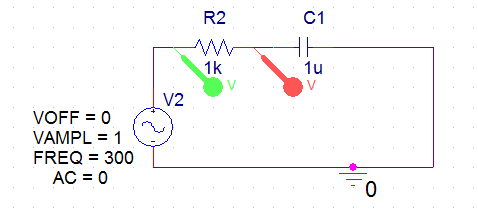 R2 C1
1k 1u
V V
V2
VOFF = 0
VAMPL = 1
FREQ = 300
AC = 0
0